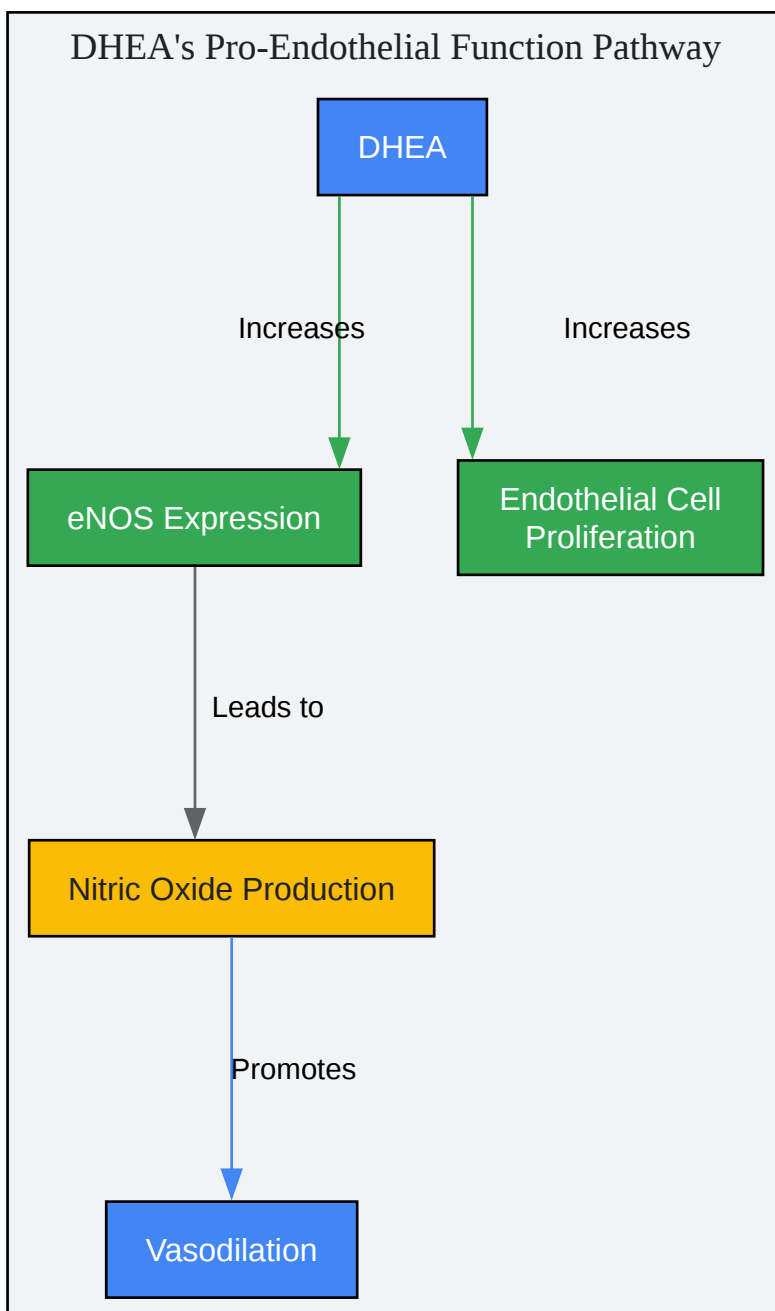 DHEA's Pro-Endothelial Function Pathway
DHEA
Increases
Increases
eNOS Expression
Endothelial Cell
Proliferation
Leads to
Nitric Oxide Production
Promotes
Vasodilation